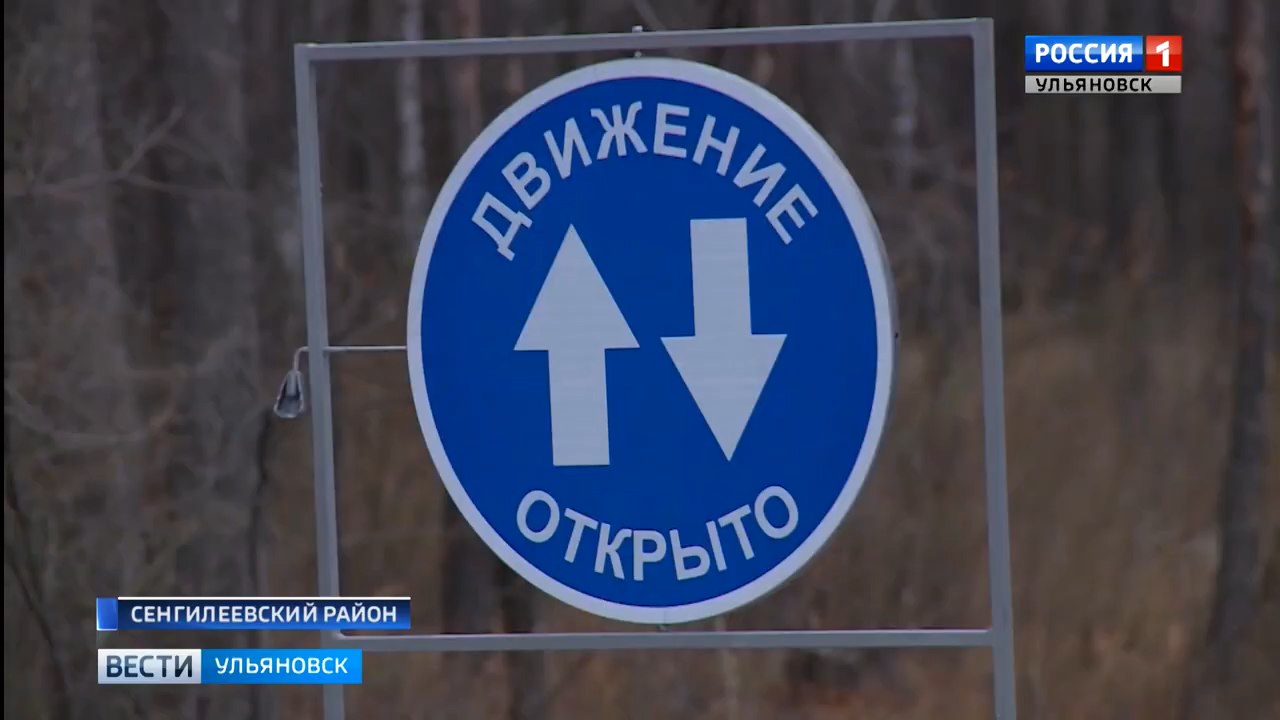 РОССИЯ 1
УЛЬЯНОВСК
ДВИЖЕНИЕ
ОТКРЫТО
СЕНГИЛЕЕВСКИЙ РАЙОН
ВЕСТИ УЛЬЯНОВСК